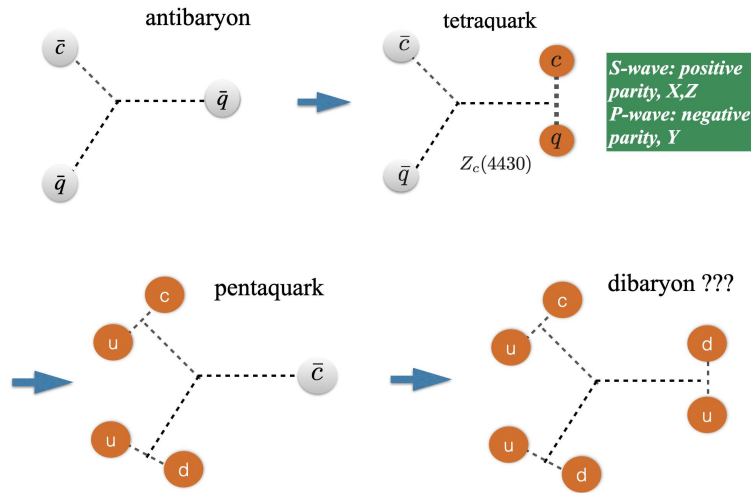 antibaryon
c̄
q̄
q̄
tetraquark
c̄
c
q
q̄
Z_c(4430)
S-wave: positive
parity, X,Z
P-wave: negative
parity, Y
pentaquark
c
u
c̄
u
d
dibaryon ???
c
u
d
u
u
d